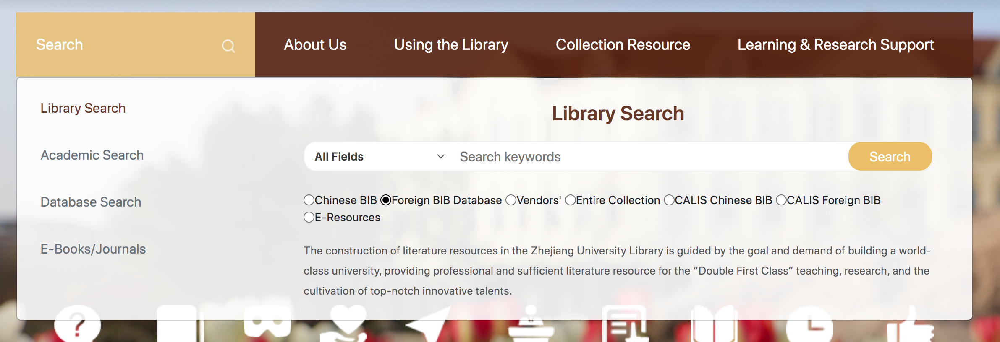 Search
About Us
Using the Library
Collection Resource
Learning & Research Support
Library Search
Academic Search
Database Search
E-Books/Journals
Library Search
All Fields
Search keywords
Search
Chinese BIB Foreign BIB Database Vendors' Entire Collection CALIS Chinese BIB CALIS Foreign BIB
E-Resources
The construction of literature resources in the Zhejiang University Library is guided by the goal and demand of building a world-
class university, providing professional and sufficient literature resource for the "Double First Class" teaching, research, and the
cultivation of top-notch innovative talents.